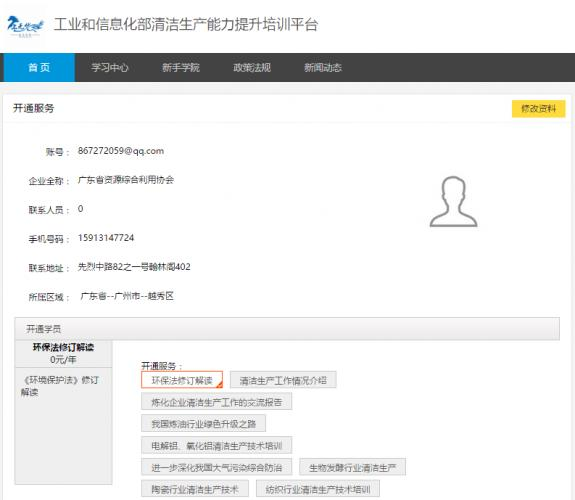 工业和信息化部清洁生产能力提升培训平台
首 页 学习中心 新手学院 政策法规 新闻动态
开通服务 修改资料
账号： 867272059@qq.com
企业全称： 广东省资源综合利用协会
联系人员： 0
手机号码： 15913147724
联系地址： 先烈中路82之一号翰林阁402
所属区域： 广东省--广州市--越秀区
开通学员
环保法修订解读
0元/年
《环境保护法》修订
解读
开通服务：
环保法修订解读 清洁生产工作情况介绍
炼化企业清洁生产工作的交流报告
我国炼油行业绿色升级之路
电解铝、氧化铝清洁生产技术培训
进一步深化我国大气污染综合防治 生物发酵行业清洁生产
陶瓷行业清洁生产技术 纺织行业清洁生产技术培训